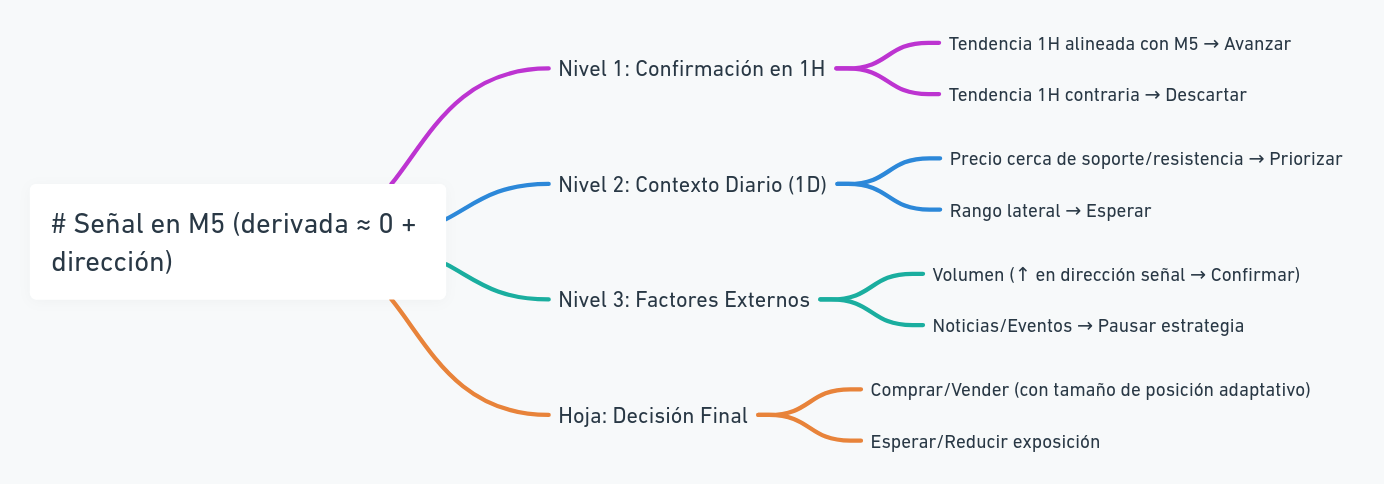 # Señal en M5 (derivada ≈ 0 +
dirección)
Nivel 1: Confirmación en 1H
Tendencia 1H alineada con M5 → Avanzar
Tendencia 1H contraria → Descartar
Nivel 2: Contexto Diario (1D)
Precio cerca de soporte/resistencia → Priorizar
Rango lateral → Esperar
Nivel 3: Factores Externos
Volumen (↑ en dirección señal → Confirmar)
Noticias/Eventos → Pausar estrategia
Hoja: Decisión Final
Comprar/Vender (con tamaño de posición adaptativo)
Esperar/Reducir exposición